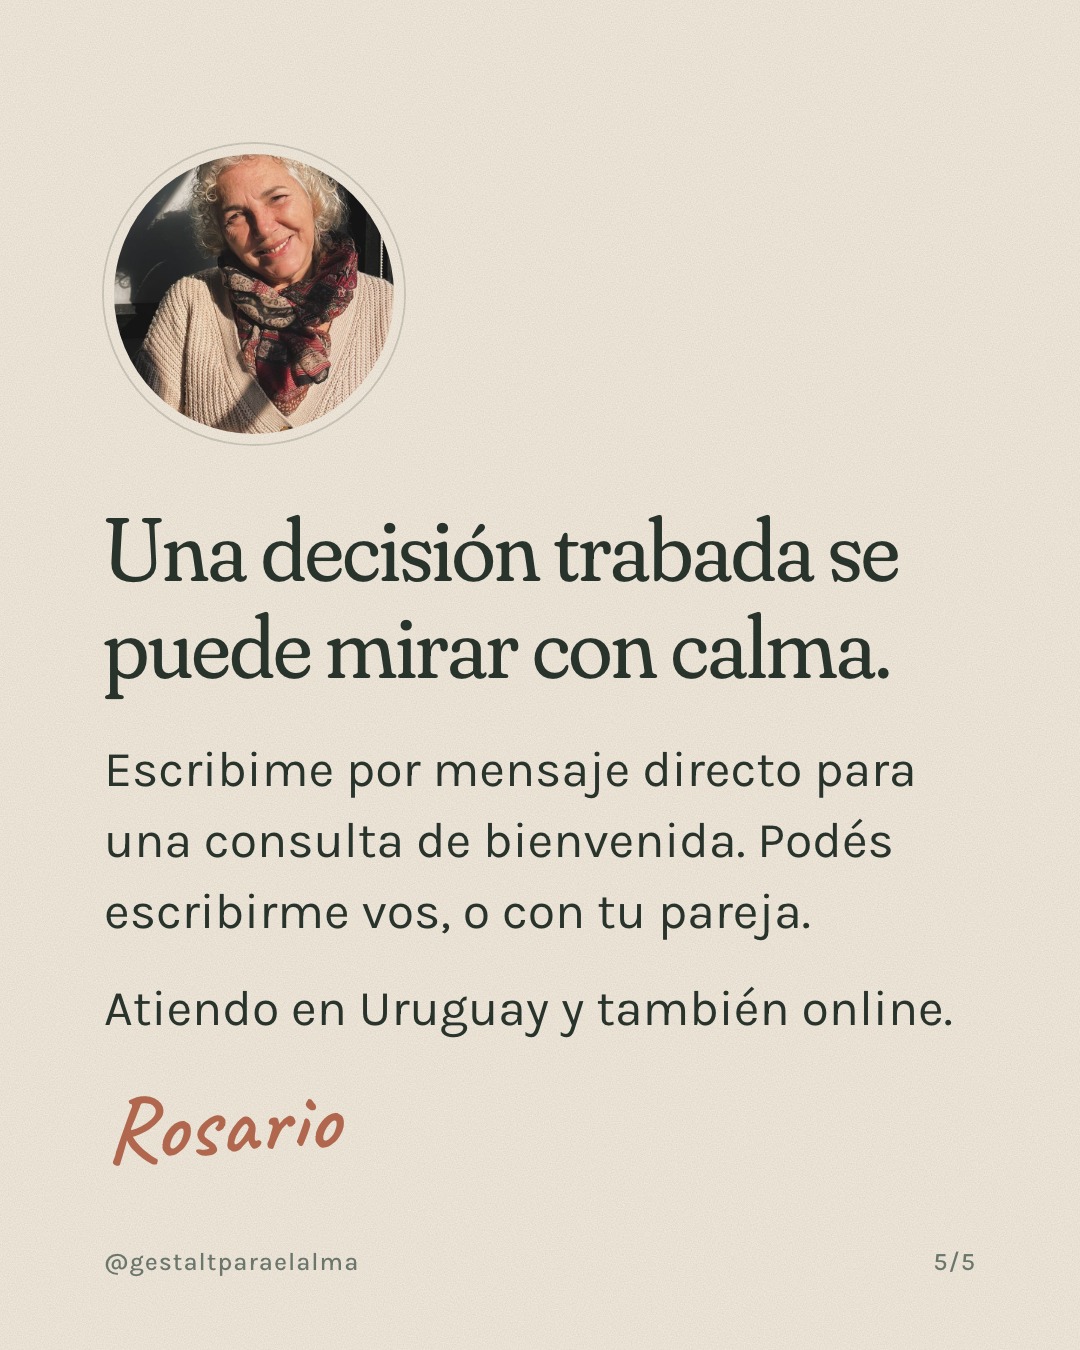 Una decisión trabada se
puede mirar con calma.
Escribime por mensaje directo para
una consulta de bienvenida. Podés
escribirme vos, o con tu pareja.
Atiendo en Uruguay y también online.
Rosario
@gestaltparaelalma
5/5